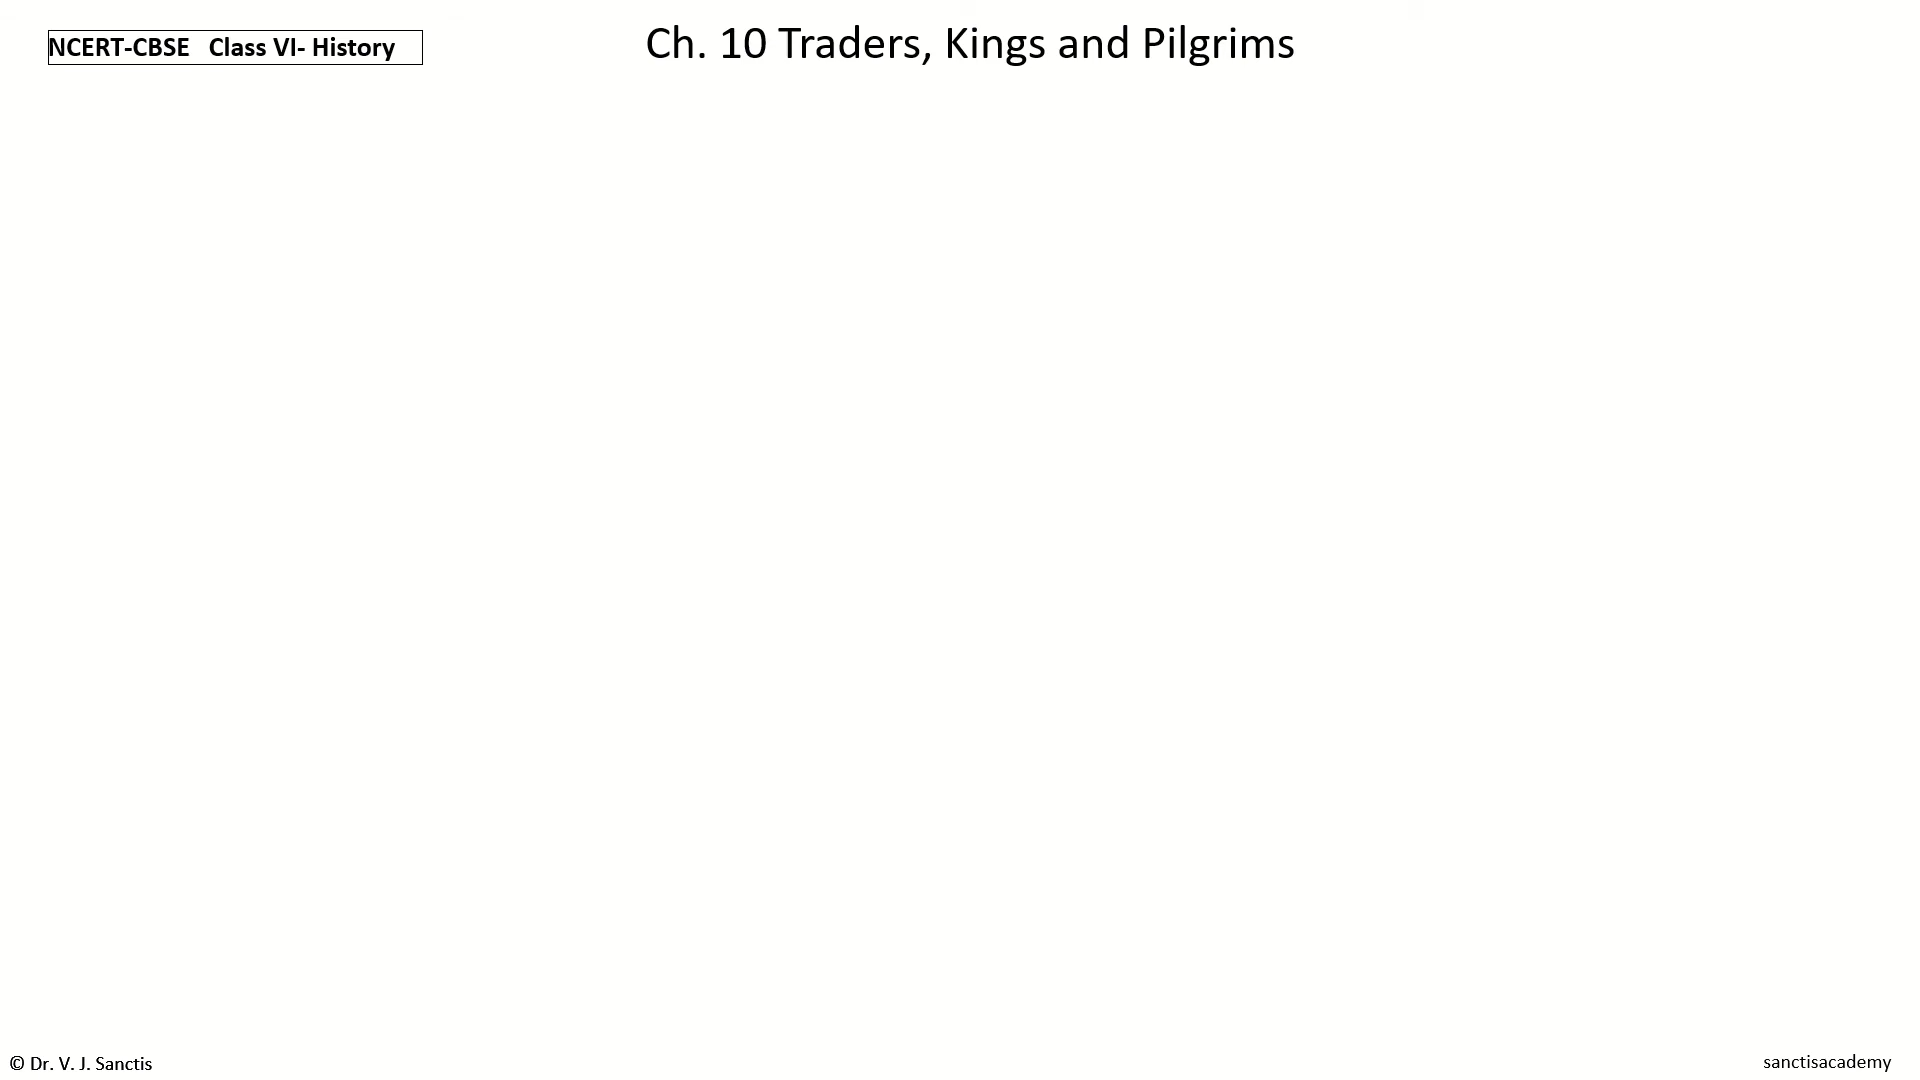 NCERT-CBSE Class VI- History
Ch. 10 Traders, Kings and Pilgrims
© Dr. V. J. Sanctis
sanctisacademy